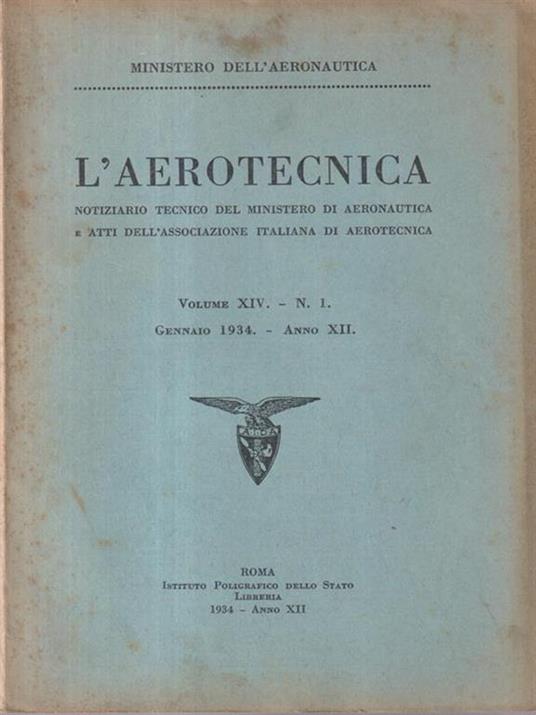 MINISTERO DELL'AERONAUTICA
L'AEROTECNICA
NOTIZIARIO TECNICO DEL MINISTERO DI AERONAUTICA
E ATTI DELL'ASSOCIAZIONE ITALIANA DI AEROTECNICA
VOLUME XIV. - N. 1.
GENNAIO 1934. - ANNO XII.
ROMA
ISTITUTO POLIGRAFICO DELLO STATO
LIBRERIA
1934 - ANNO XII